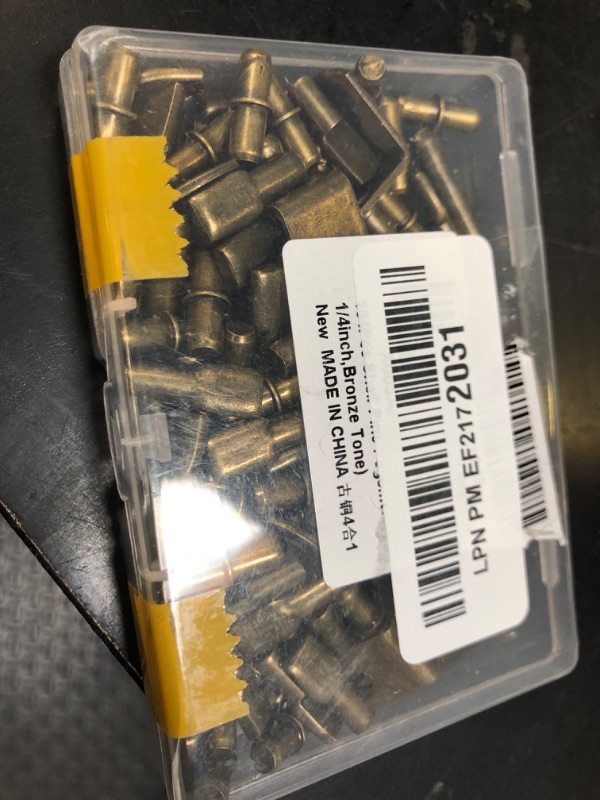 1/4inch,Bronze Tone)
New MADE IN CHINA 古铜4合1
LPN PM EF2172031